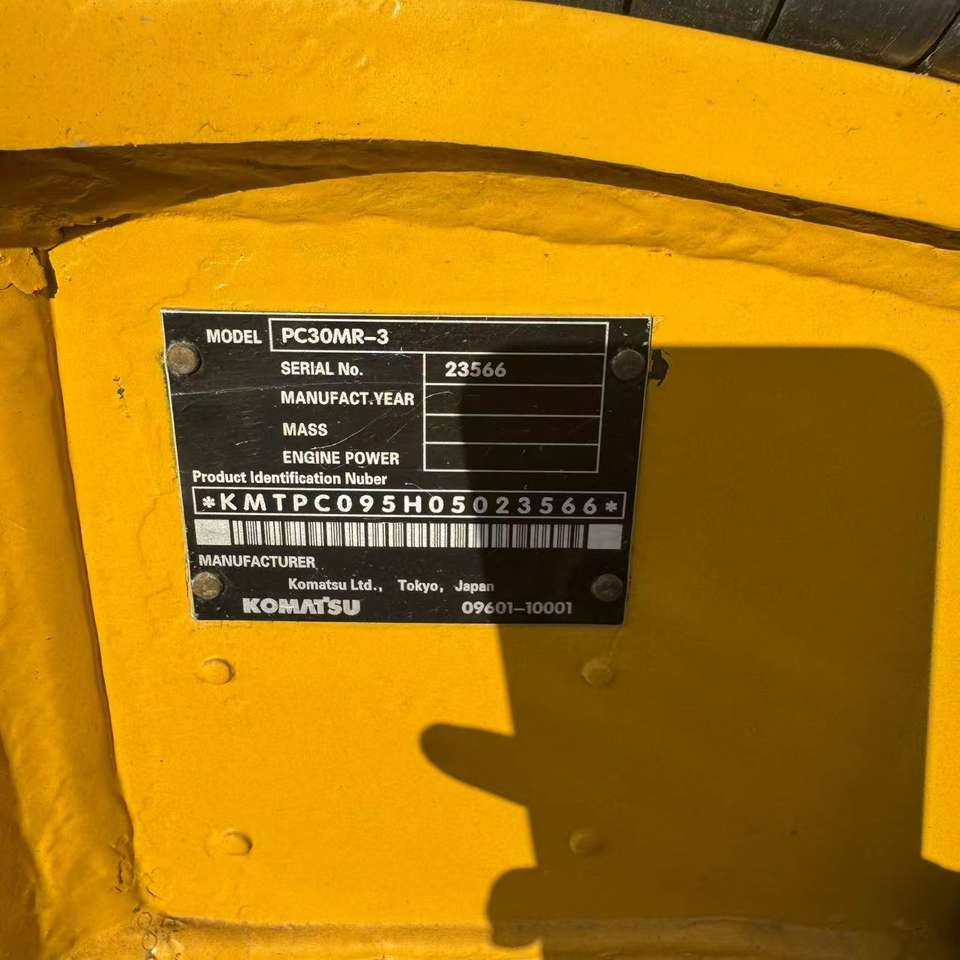 MODEL PC30MR-3
SERIAL No. 23566
MANUFACT.YEAR
MASS
ENGINE POWER
Product Identification Nuber
*KMTPC095H05023566*
MANUFACTURER
Komatsu Ltd., Tokyo, Japan
KOMATSU 09601-10001